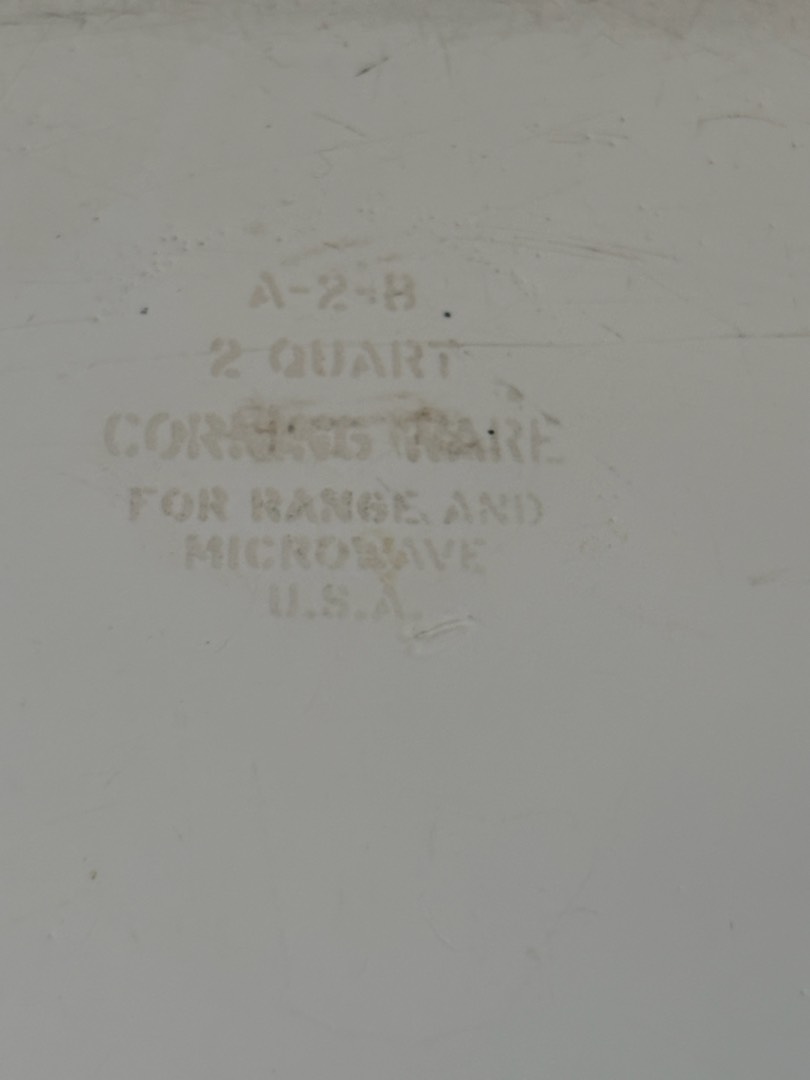 A-2-B
2 QUART
CORNING WARE
FOR RANGE AND
MICROWAVE
U.S.A.